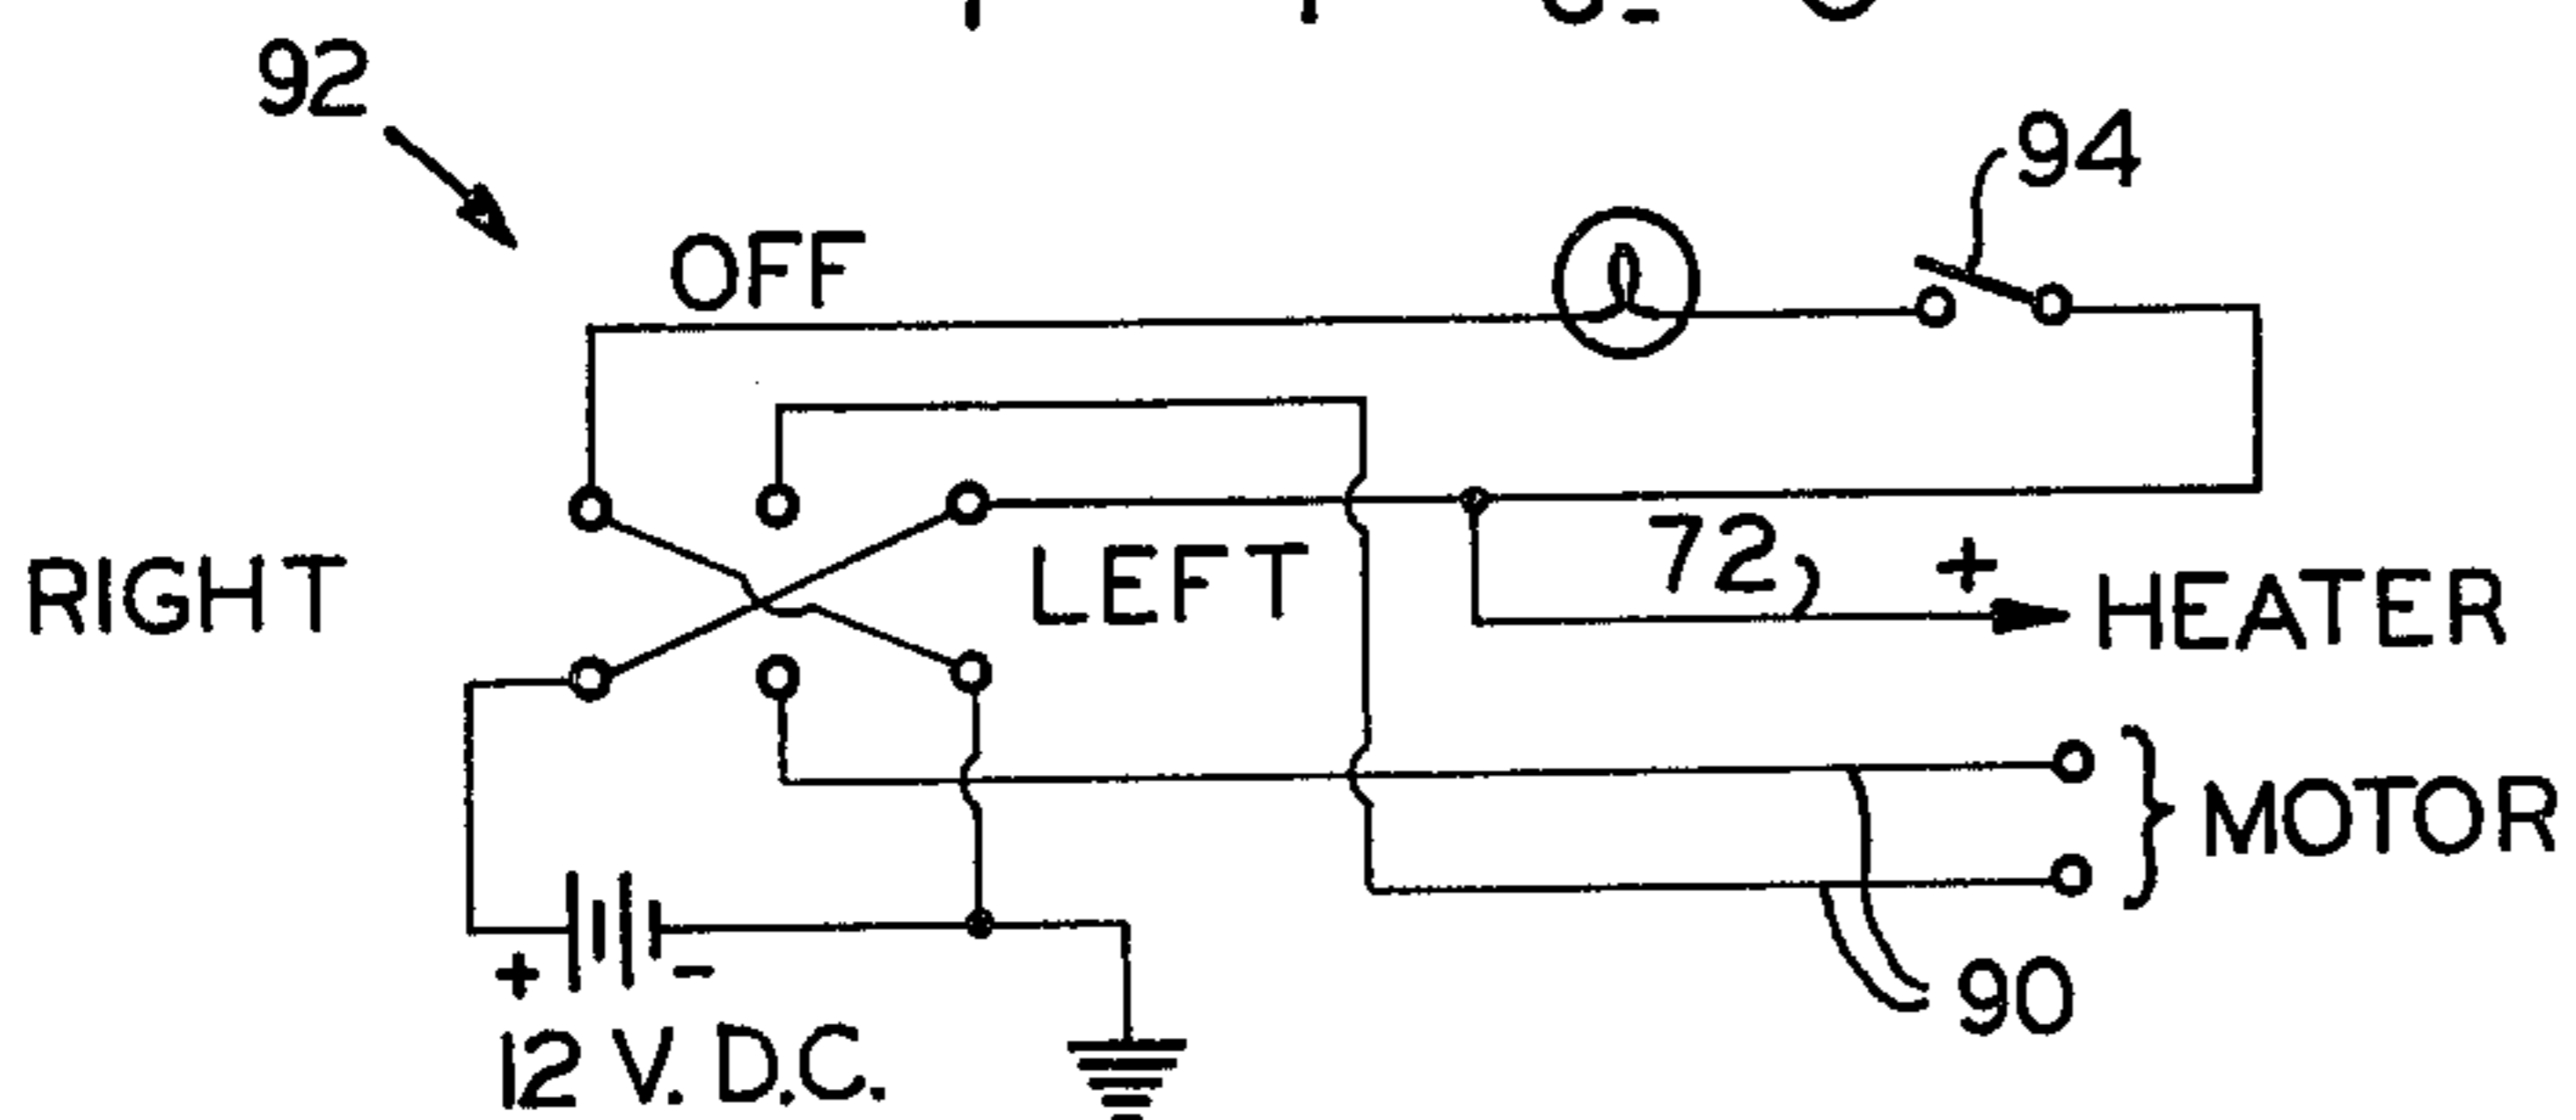 92
94
OFF
RIGHT
LEFT
72
+
HEATER
MOTOR
90
+ -
12 V. D.C.